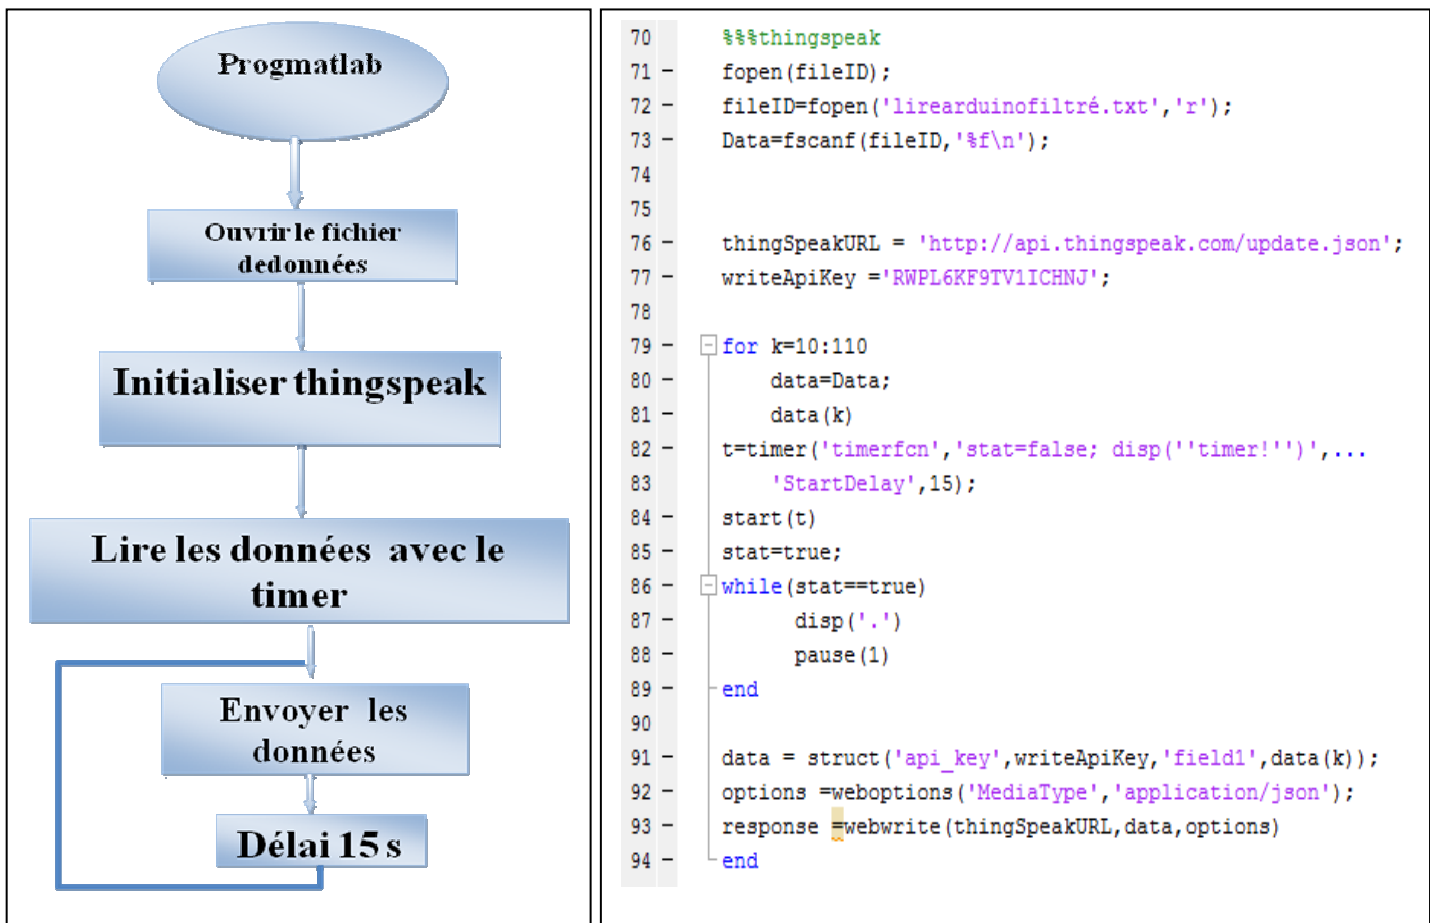 Progmatlab
Ouvrir le fichier
dedonnées
Initialiser thingspeak
Lire les données avec le
timer
Envoyer les
données
Délai 15 s
70 %%%thingspeak
71 - fopen(fileID);
72 - fileID=fopen('lirearduinofiltré.txt','r');
73 - Data=fscanf(fileID,'%f\n');
74
75
76 - thingSpeakURL = 'http://api.thingspeak.com/update.json';
77 - writeApiKey ='RWPL6KF9TV1ICHNJ';
78
79 - for k=10:110
80 - data=Data;
81 - data(k)
82 - t=timer('timerfcn','stat=false; disp(''timer!'')',...
83 'StartDelay',15);
84 - start(t)
85 - stat=true;
86 - while(stat==true)
87 - disp('.')
88 - pause(1)
89 - end
90
91 - data = struct('api_key',writeApiKey,'field1',data(k));
92 - options =weboptions('MediaType','application/json');
93 - response =webwrite(thingSpeakURL,data,options)
94 - end